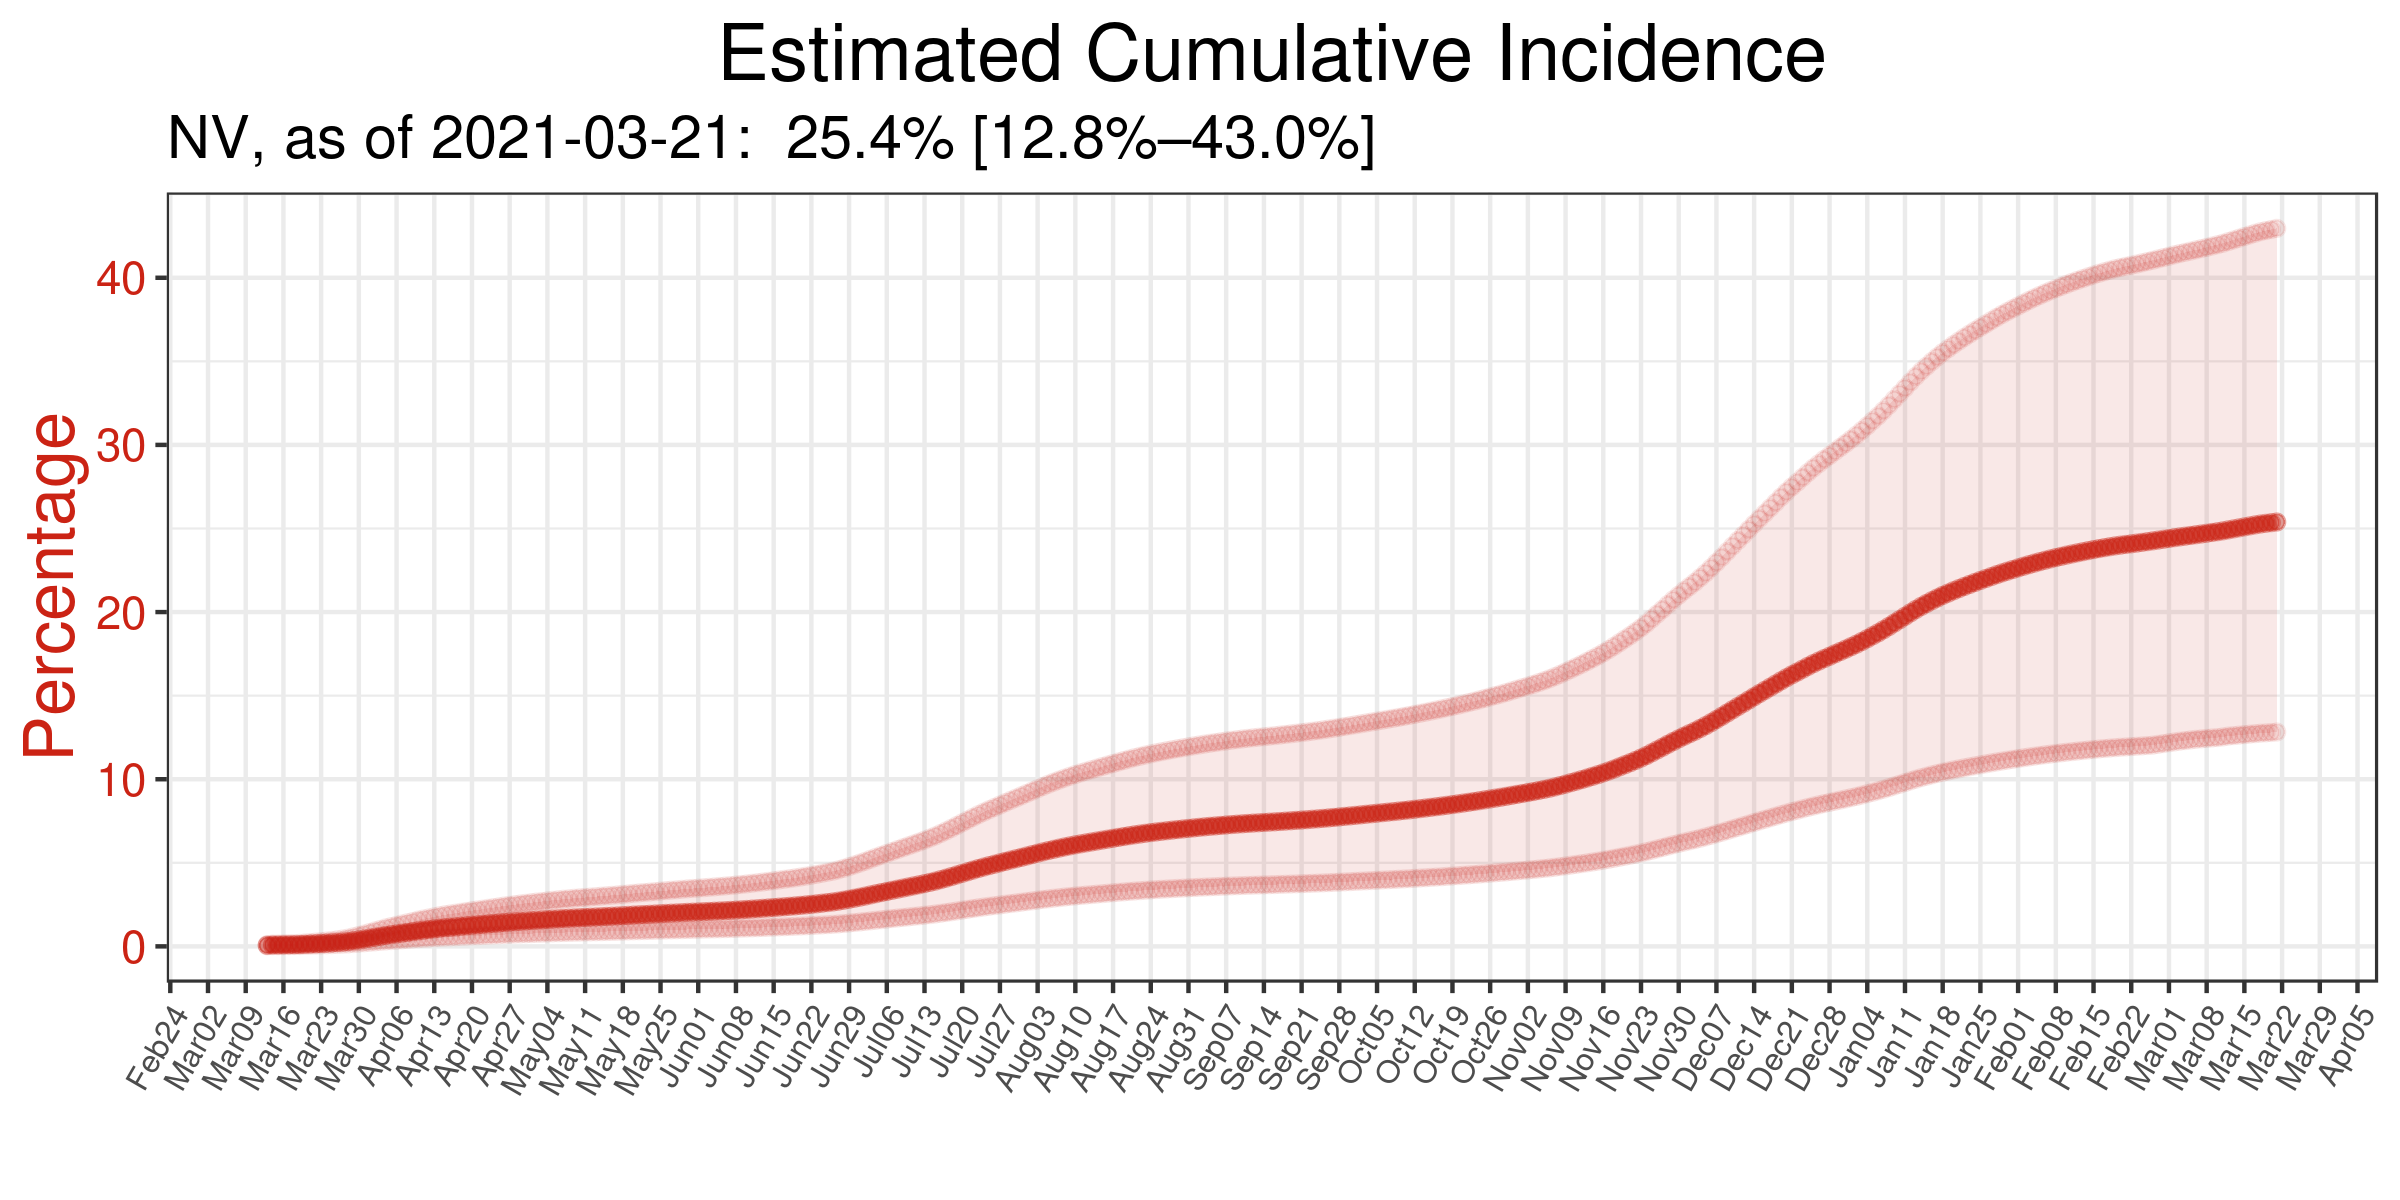 Estimated Cumulative Incidence
NV, as of 2021-03-21:  25.4% [12.8%–43.0%]
Percentage
40
30
20
10
0
Feb24
Mar02
Mar09
Mar16
Mar23
Mar30
Apr06
Apr13
Apr20
Apr27
May04
May11
May18
May25
Jun01
Jun08
Jun15
Jun22
Jun29
Jul06
Jul13
Jul20
Jul27
Aug03
Aug10
Aug17
Aug24
Aug31
Sep07
Sep14
Sep21
Sep28
Oct05
Oct12
Oct19
Oct26
Nov02
Nov09
Nov16
Nov23
Nov30
Dec07
Dec14
Dec21
Dec28
Jan04
Jan11
Jan18
Jan25
Feb01
Feb08
Feb15
Feb22
Mar01
Mar08
Mar15
Mar22
Mar29
Apr05